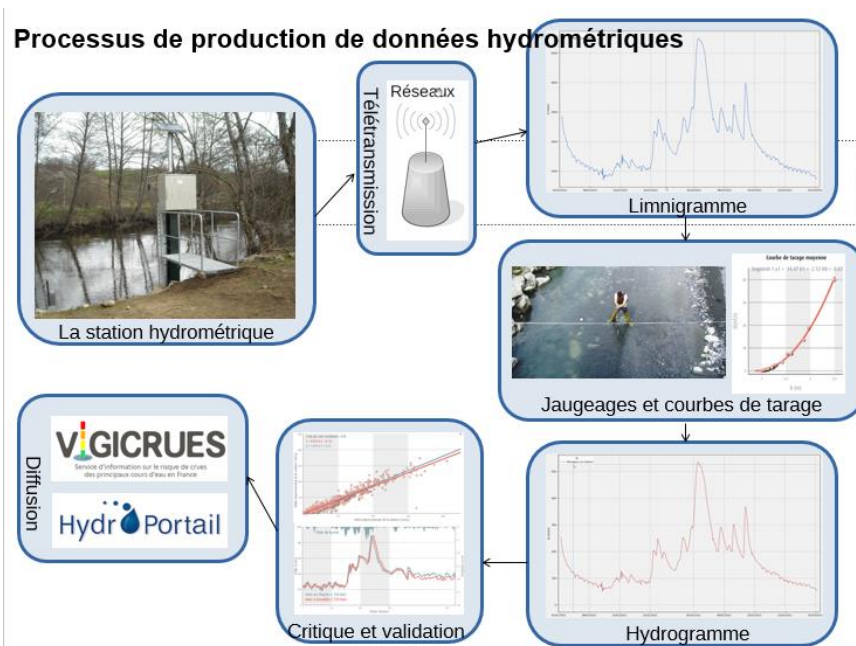 Processus de production de données hydrométriques
La station hydrométrique
Télétransmission
Réseaux
Limnigramme
Courbe de tarage moyenne
Jaugeages et courbes de tarage
Hydrogramme
Critique et validation
Diffusion
VIGICRUES
Service d'information sur le risque de crues
des principaux cours d'eau en France
HydroPortail